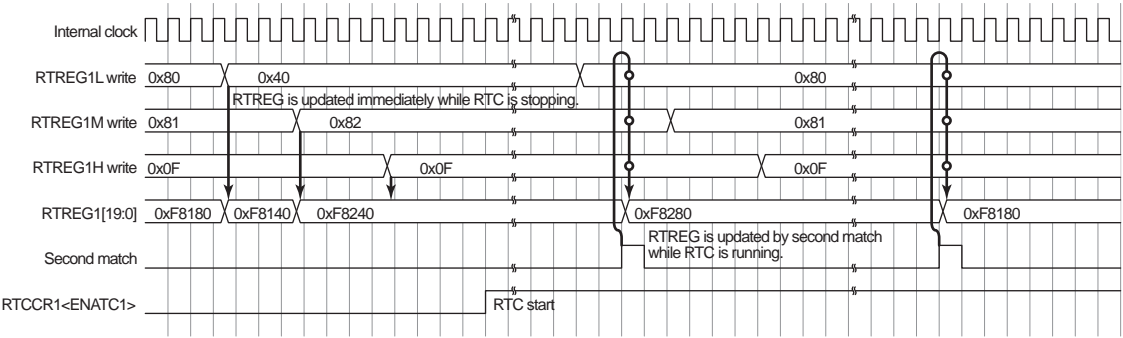 Internal clock
RTREG1L write 0x80 0x40 0x80
RTREG is updated immediately while RTC is stopping.
RTREG1M write 0x81 0x82 0x81
RTREG1H write 0x0F 0x0F 0x0F
RTREG1[19:0] 0xF8180 0xF8140 0xF8240 0xF8280 0xF8180
RTREG is updated by second match
while RTC is running.
Second match
RTCCR1<ENATC1> RTC start